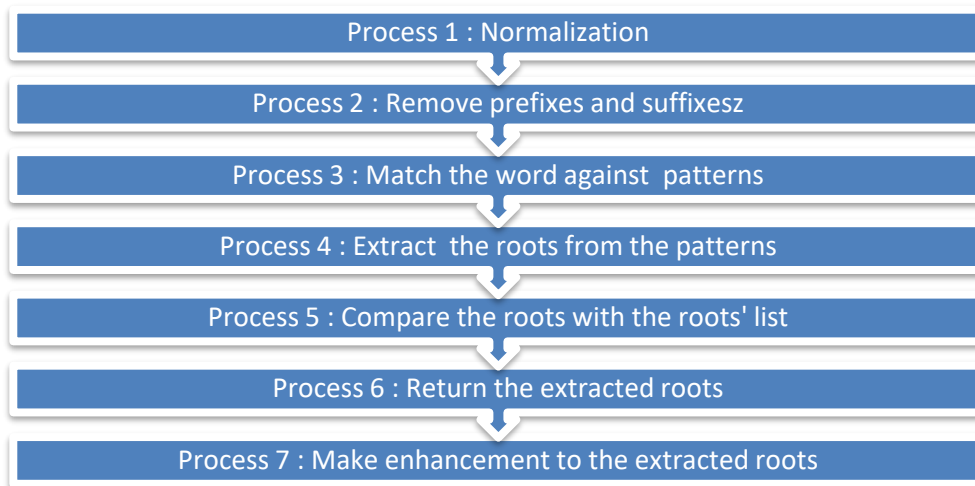 Process 1 : Normalization
Process 2 : Remove prefixes and suffixesz
Process 3 : Match the word against  patterns
Process 4 : Extract  the roots from the patterns
Process 5 : Compare the roots with the roots' list
Process 6 : Return the extracted roots
Process 7 : Make enhancement to the extracted roots